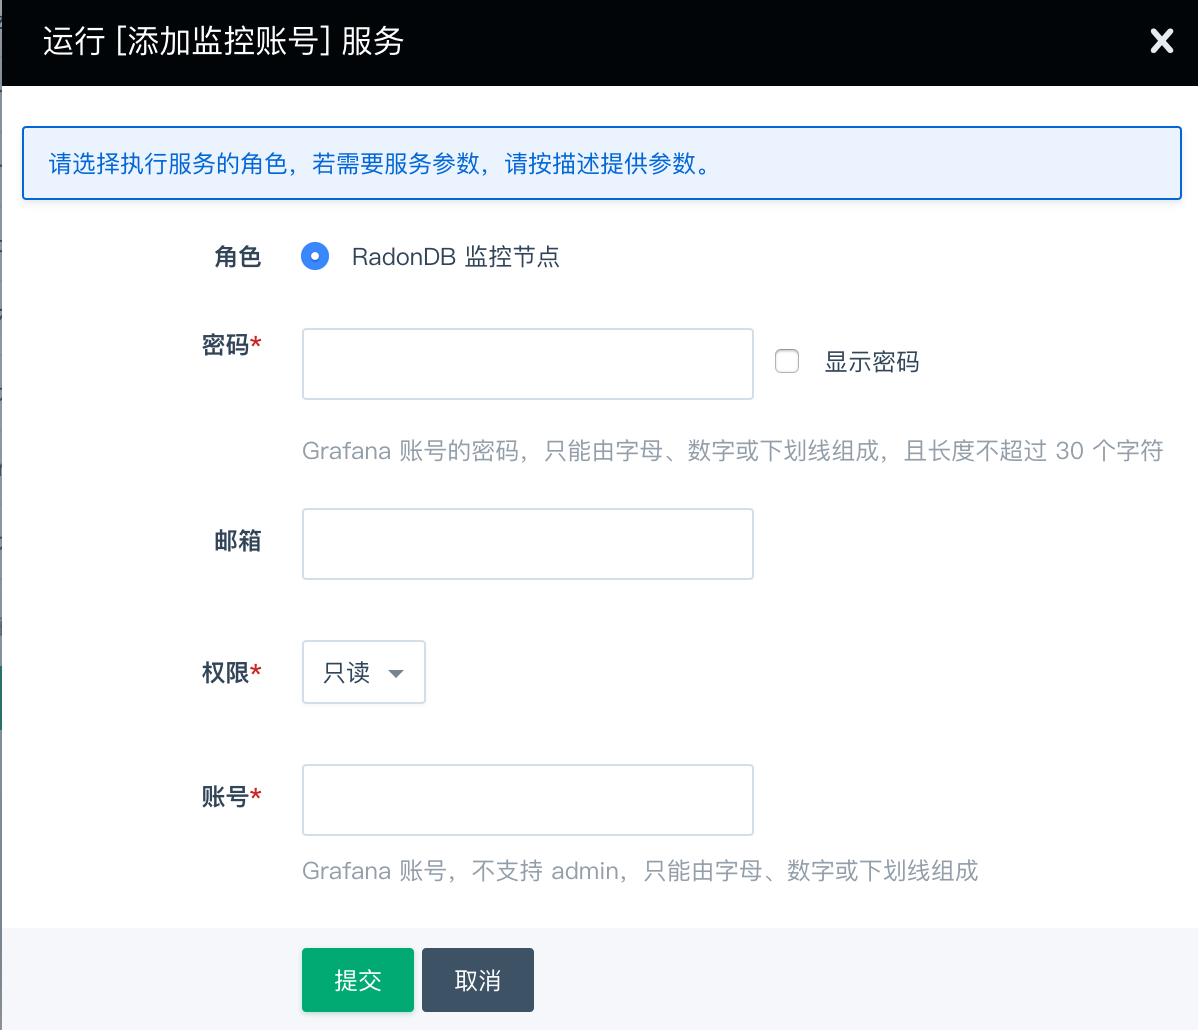 运行 [添加监控账号] 服务
请选择执行服务的角色，若需要服务参数，请按描述提供参数。
角色 RadonDB 监控节点
密码* 显示密码
Grafana 账号的密码，只能由字母、数字或下划线组成，且长度不超过 30 个字符
邮箱
权限* 只读
账号*
Grafana 账号，不支持 admin，只能由字母、数字或下划线组成
提交 取消